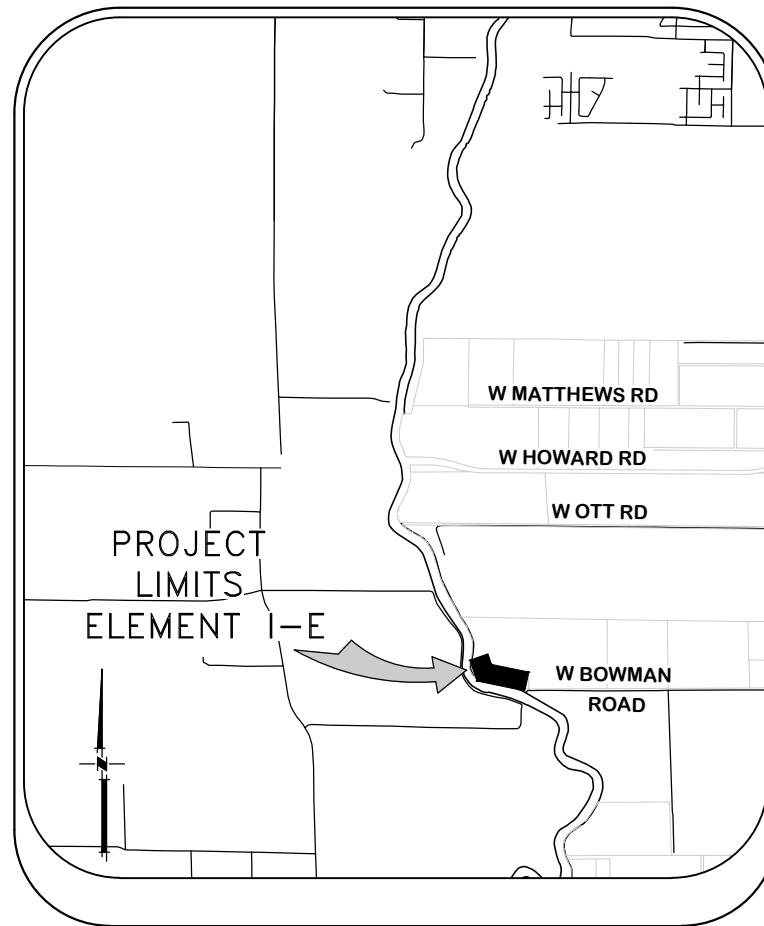 W MATTHEWS RD
W HOWARD RD
W OTT RD
PROJECT
LIMITS
ELEMENT I-E
W BOWMAN
ROAD